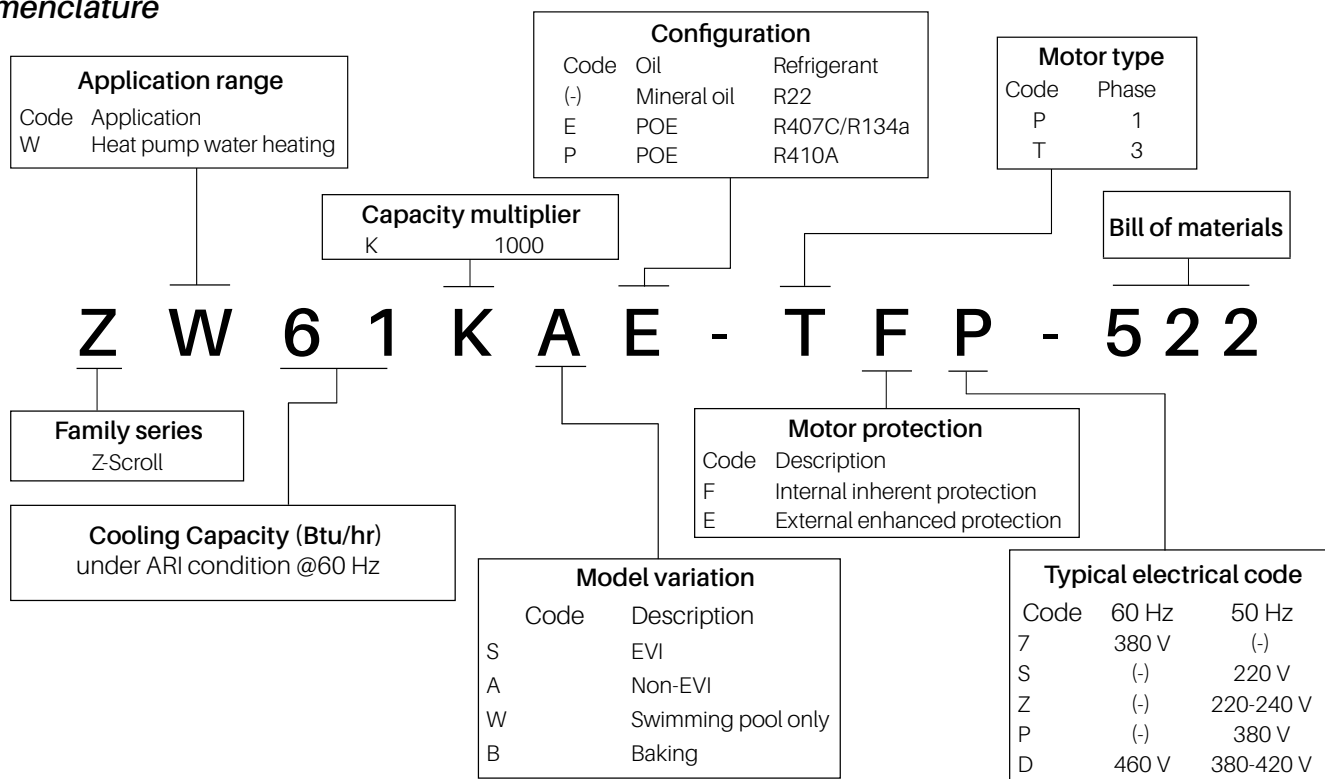 menclature
Configuration
Code Oil Refrigerant
(-) Mineral oil R22
E POE R407C/R134a
P POE R410A
Motor type
Code Phase
P 1
T 3
Application range
Code Application
W Heat pump water heating
Capacity multiplier
K 1000
Bill of materials
Z W 6 1 K A E - T F P - 5 2 2
Family series
Z-Scroll
Motor protection
Code Description
F Internal inherent protection
E External enhanced protection
Cooling Capacity (Btu/hr)
under ARI condition @60 Hz
Model variation
Code Description
S EVI
A Non-EVI
W Swimming pool only
B Baking
Typical electrical code
Code 60 Hz 50 Hz
7 380 V (-)
S (-) 220 V
Z (-) 220-240 V
P (-) 380 V
D 460 V 380-420 V